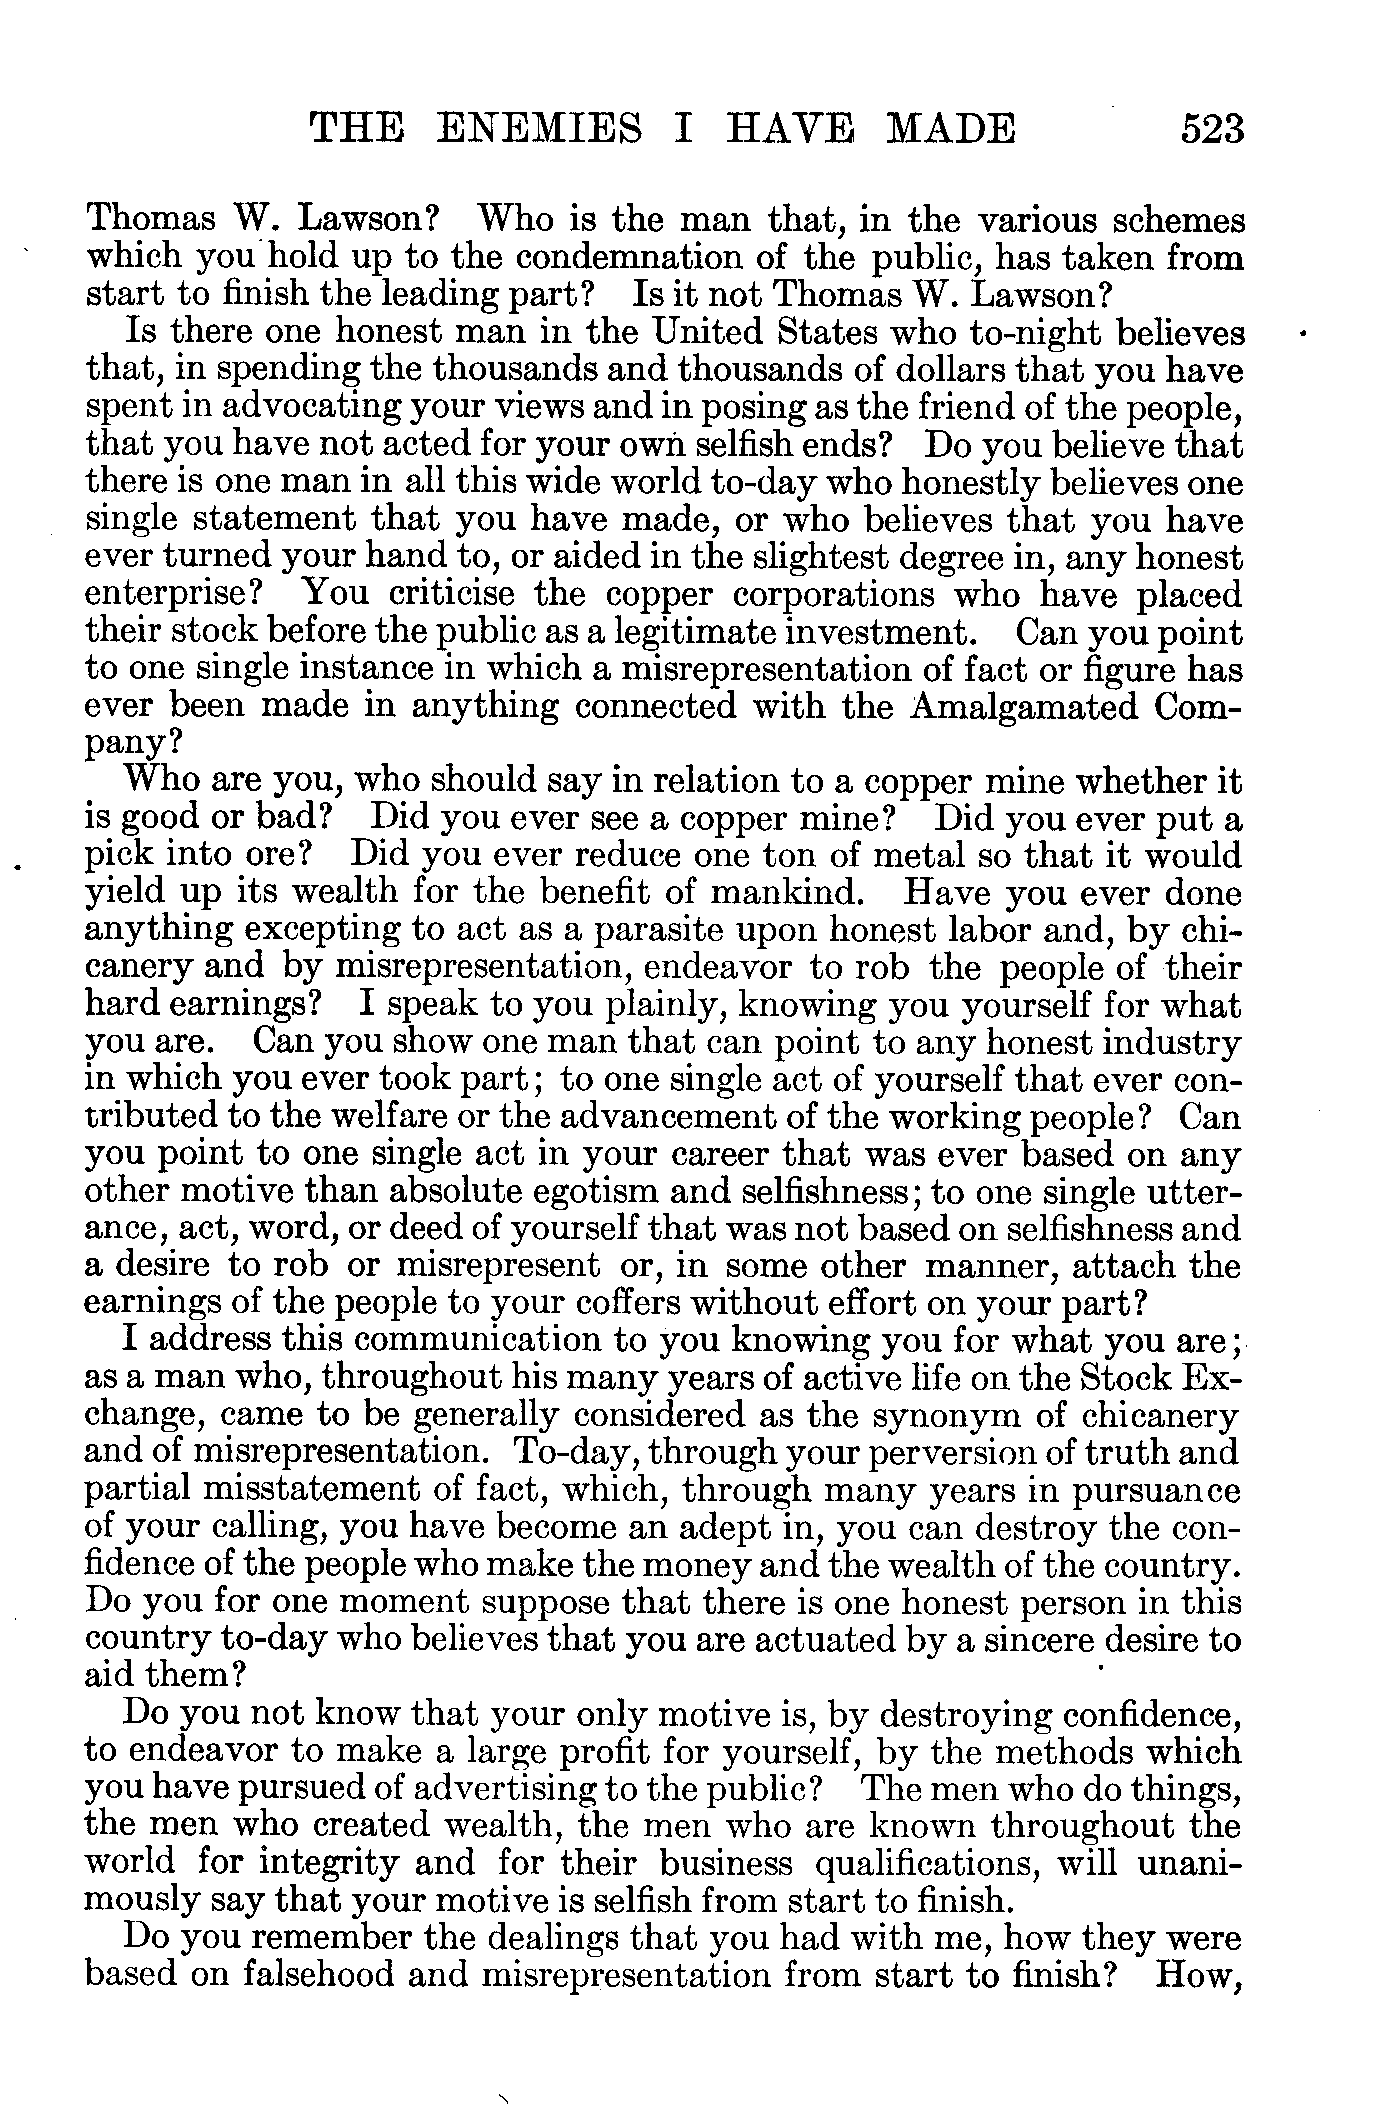 THE ENEMIES I HAVE MADE 523
Thomas W. Lawson? Who is the man that, in the various schemes
which you hold up to the condemnation of the public, has taken from
start to finish the leading part? Is it not Thomas W. Lawson?
Is there one honest man in the United States who to-night believes
that, in spending the thousands and thousands of dollars that you have
spent in advocating your views and in posing as the friend of the people,
that you have not acted for your own selfish ends? Do you believe that
there is one man in all this wide world to-day who honestly believes one
single statement that you have made, or who believes that you have
ever turned your hand to, or aided in the slightest degree in, any honest
enterprise? You criticise the copper corporations who have placed
their stock before the public as a legitimate investment. Can you point
to one single instance in which a misrepresentation of fact or figure has
ever been made in anything connected with the Amalgamated Com-
pany?
Who are you, who should say in relation to a copper mine whether it
is good or bad? Did you ever see a copper mine? Did you ever put a
pick into ore? Did you ever reduce one ton of metal so that it would
yield up its wealth for the benefit of mankind. Have you ever done
anything excepting to act as a parasite upon honest labor and, by chi-
canery and by misrepresentation, endeavor to rob the people of their
hard earnings? I speak to you plainly, knowing you yourself for what
you are. Can you show one man that can point to any honest industry
in which you ever took part; to one single act of yourself that ever con-
tributed to the welfare or the advancement of the working people? Can
you point to one single act in your career that was ever based on any
other motive than absolute egotism and selfishness; to one single utter-
ance, act, word, or deed of yourself that was not based on selfishness and
a desire to rob or misrepresent or, in some other manner, attach the
earnings of the people to your coffers without effort on your part?
I address this communication to you knowing you for what you are;
as a man who, throughout his many years of active life on the Stock Ex-
change, came to be generally considered as the synonym of chicanery
and of misrepresentation. To-day, through your perversion of truth and
partial misstatement of fact, which, through many years in pursuance
of your calling, you have become an adept in, you can destroy the con-
fidence of the people who make the money and the wealth of the country.
Do you for one moment suppose that there is one honest person in this
country to-day who believes that you are actuated by a sincere desire to
aid them?
Do you not know that your only motive is, by destroying confidence,
to endeavor to make a large profit for yourself, by the methods which
you have pursued of advertising to the public? The men who do things,
the men who created wealth, the men who are known throughout the
world for integrity and for their business qualifications, will unani-
mously say that your motive is selfish from start to finish.
Do you remember the dealings that you had with me, how they were
based on falsehood and misrepresentation from start to finish? How,